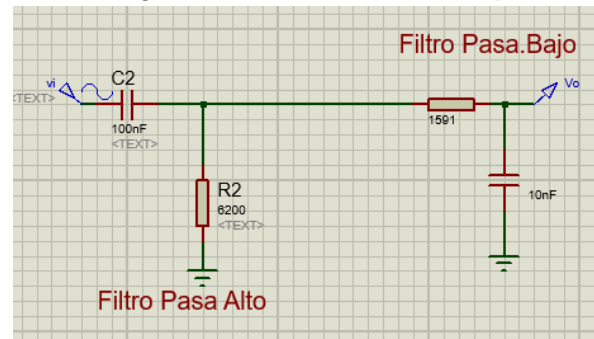 Filtro Pasa.Bajo
vi
<TEXT>
C2
100nF
<TEXT>
Vo
1591
10nF
R2
6200
<TEXT>
Filtro Pasa Alto